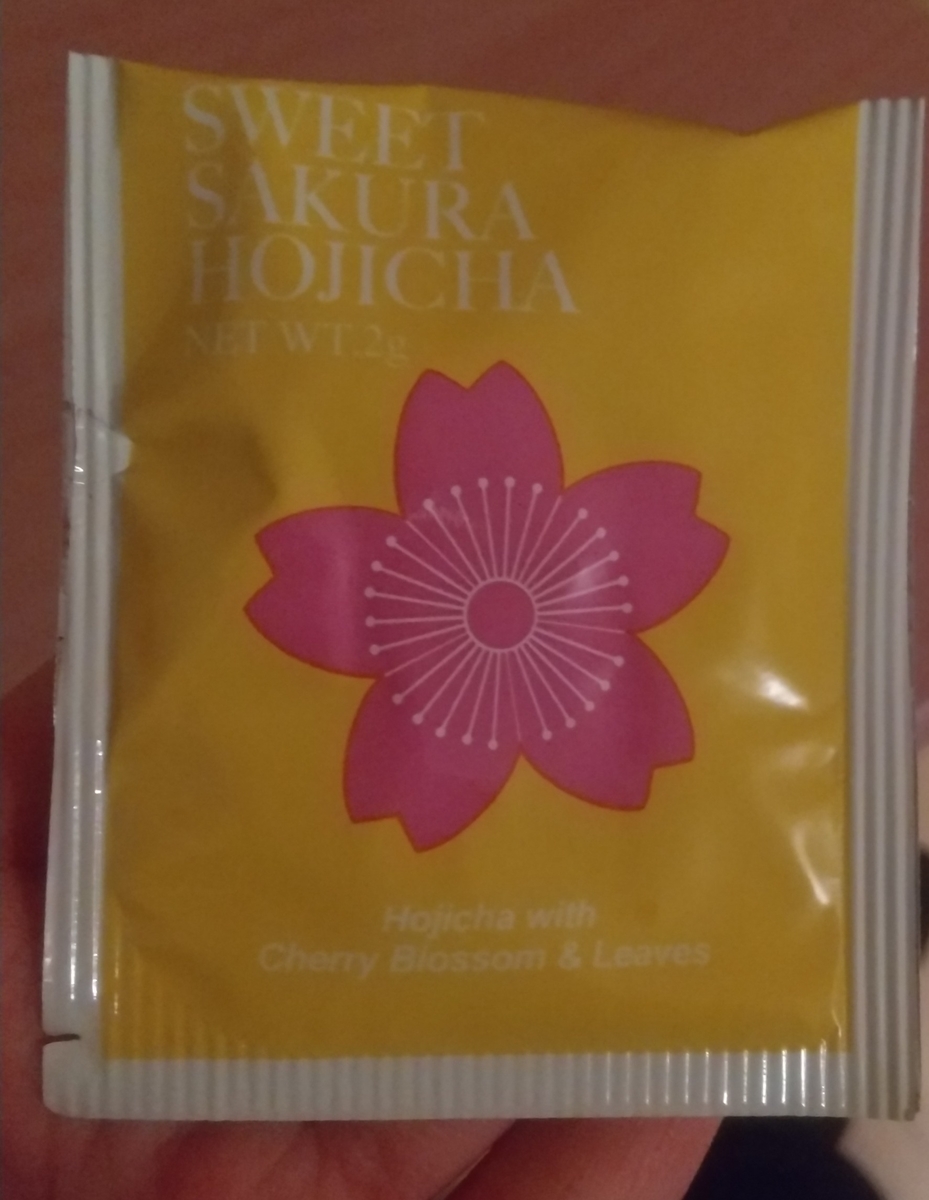 SWEET
SAKURA
HOJICHA
NET WT.2g
Hojicha with
Cherry Blossom & Leaves